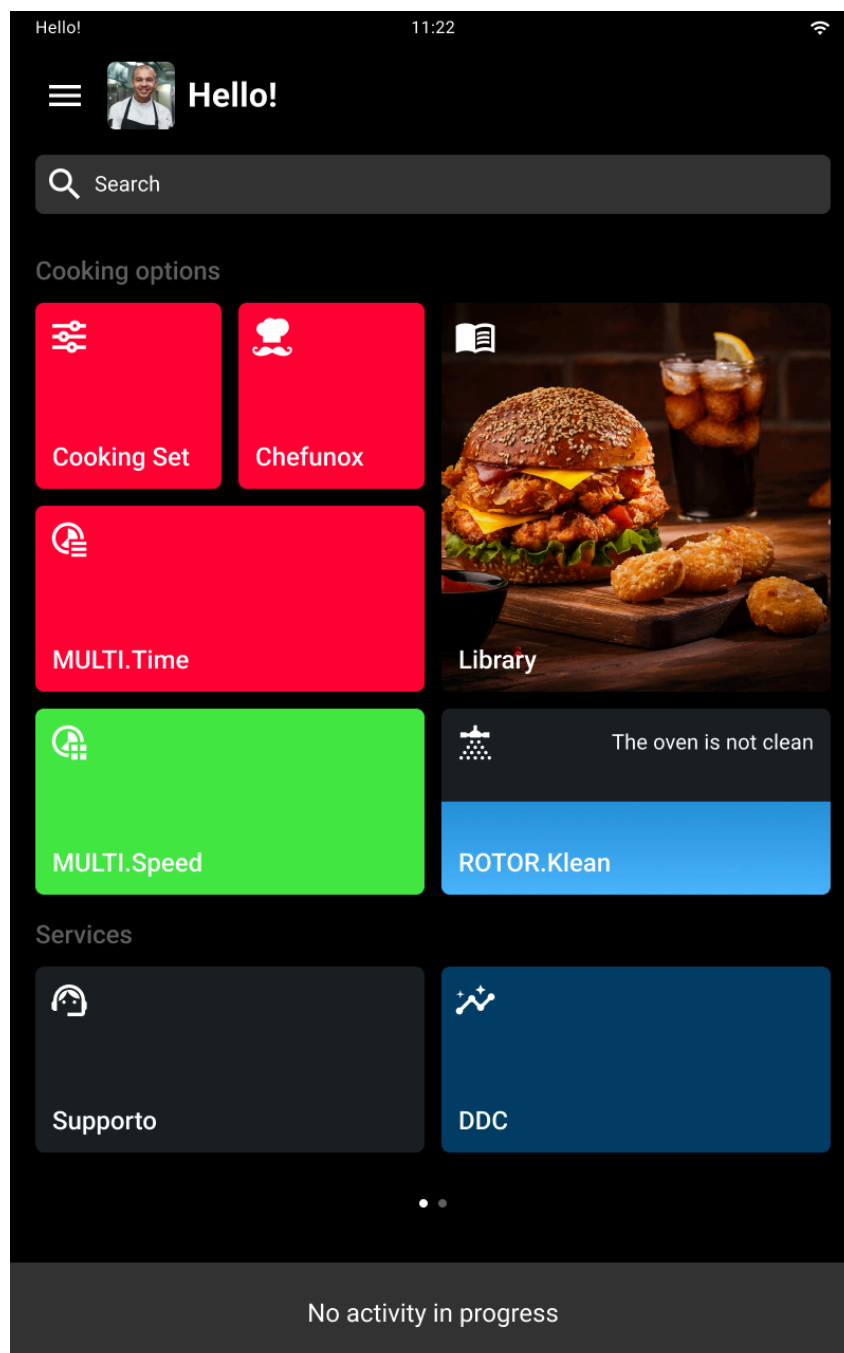 Hello!
11:22
Hello!
Search
Cooking options
Cooking Set
Chefunox
MULTI.Time
Library
MULTI.Speed
The oven is not clean
ROTOR.Klean
Services
Supporto
DDC
No activity in progress